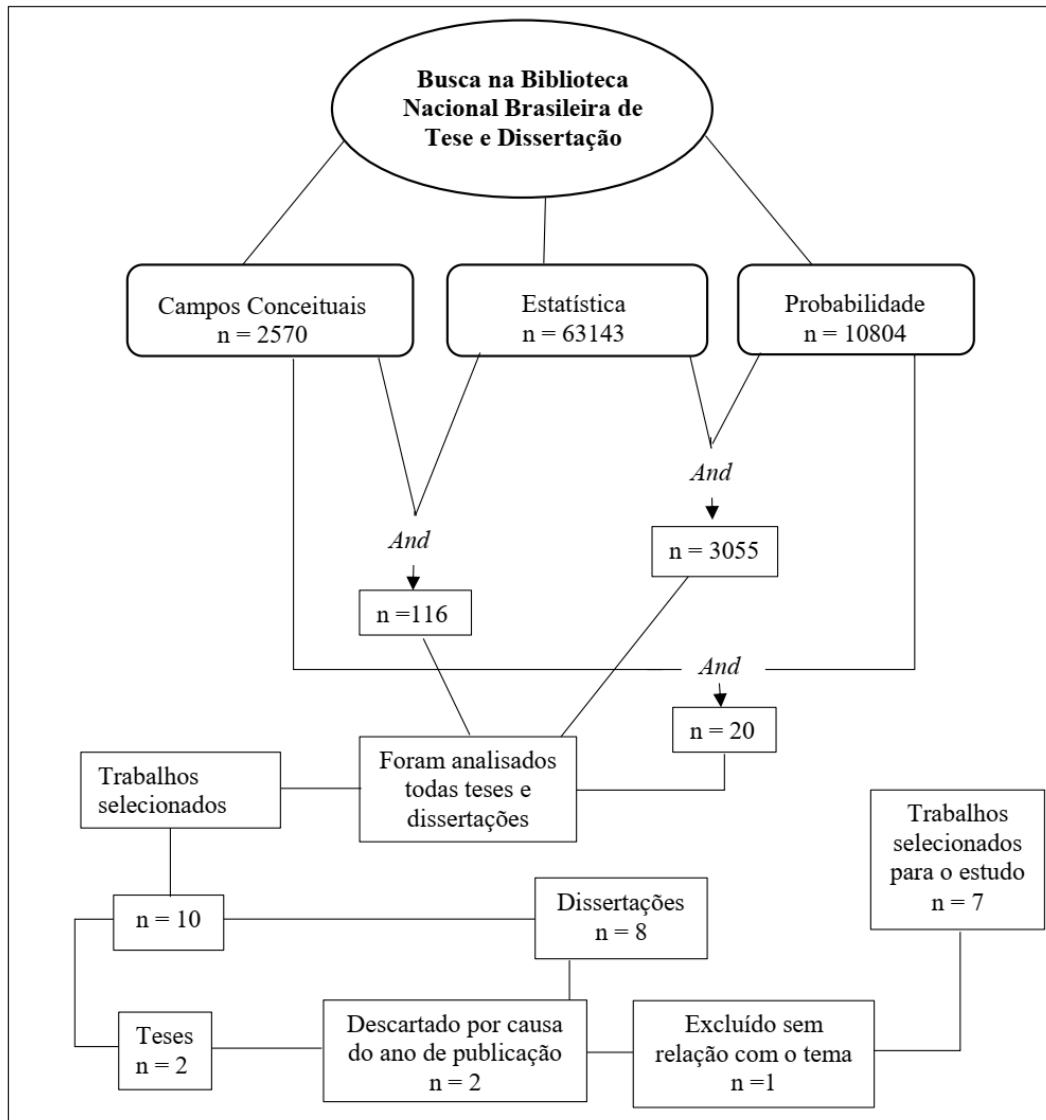 Busca na Biblioteca
Nacional Brasileira de
Tese e Dissertação
Campos Conceituais
n = 2570
Estatística
n = 63143
Probabilidade
n = 10804
And
n = 3055
And
n =116
And
n = 20
Foram analisados
todas teses e
dissertações
Trabalhos
selecionados
n = 10
Dissertações
n = 8
Teses
n = 2
Descartado por causa
do ano de publicação
n = 2
Excluído sem
relação com o tema
n =1
Trabalhos
selecionados
para o estudo
n = 7